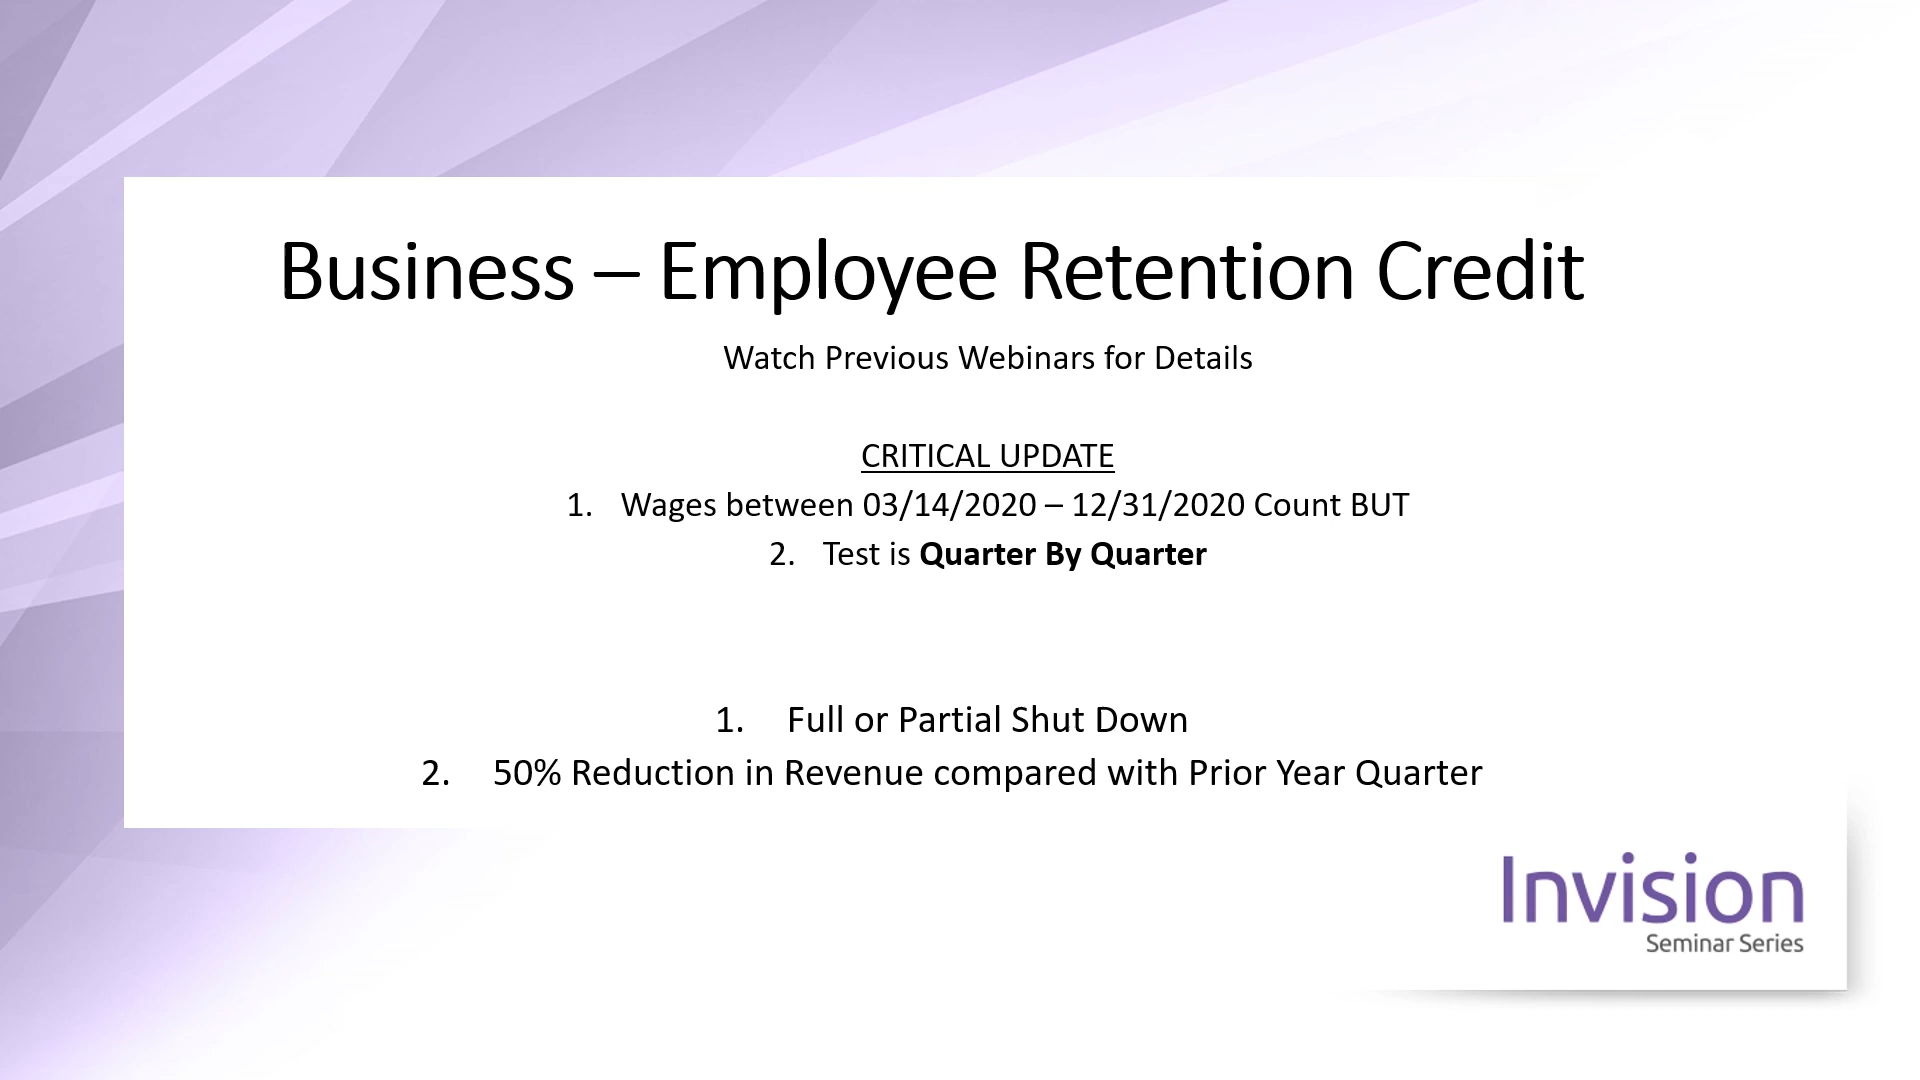 Business – Employee Retention Credit
Watch Previous Webinars for Details
CRITICAL UPDATE
1. Wages between 03/14/2020 – 12/31/2020 Count BUT
2. Test is Quarter By Quarter
1. Full or Partial Shut Down
2. 50% Reduction in Revenue compared with Prior Year Quarter
Invision
Seminar Series